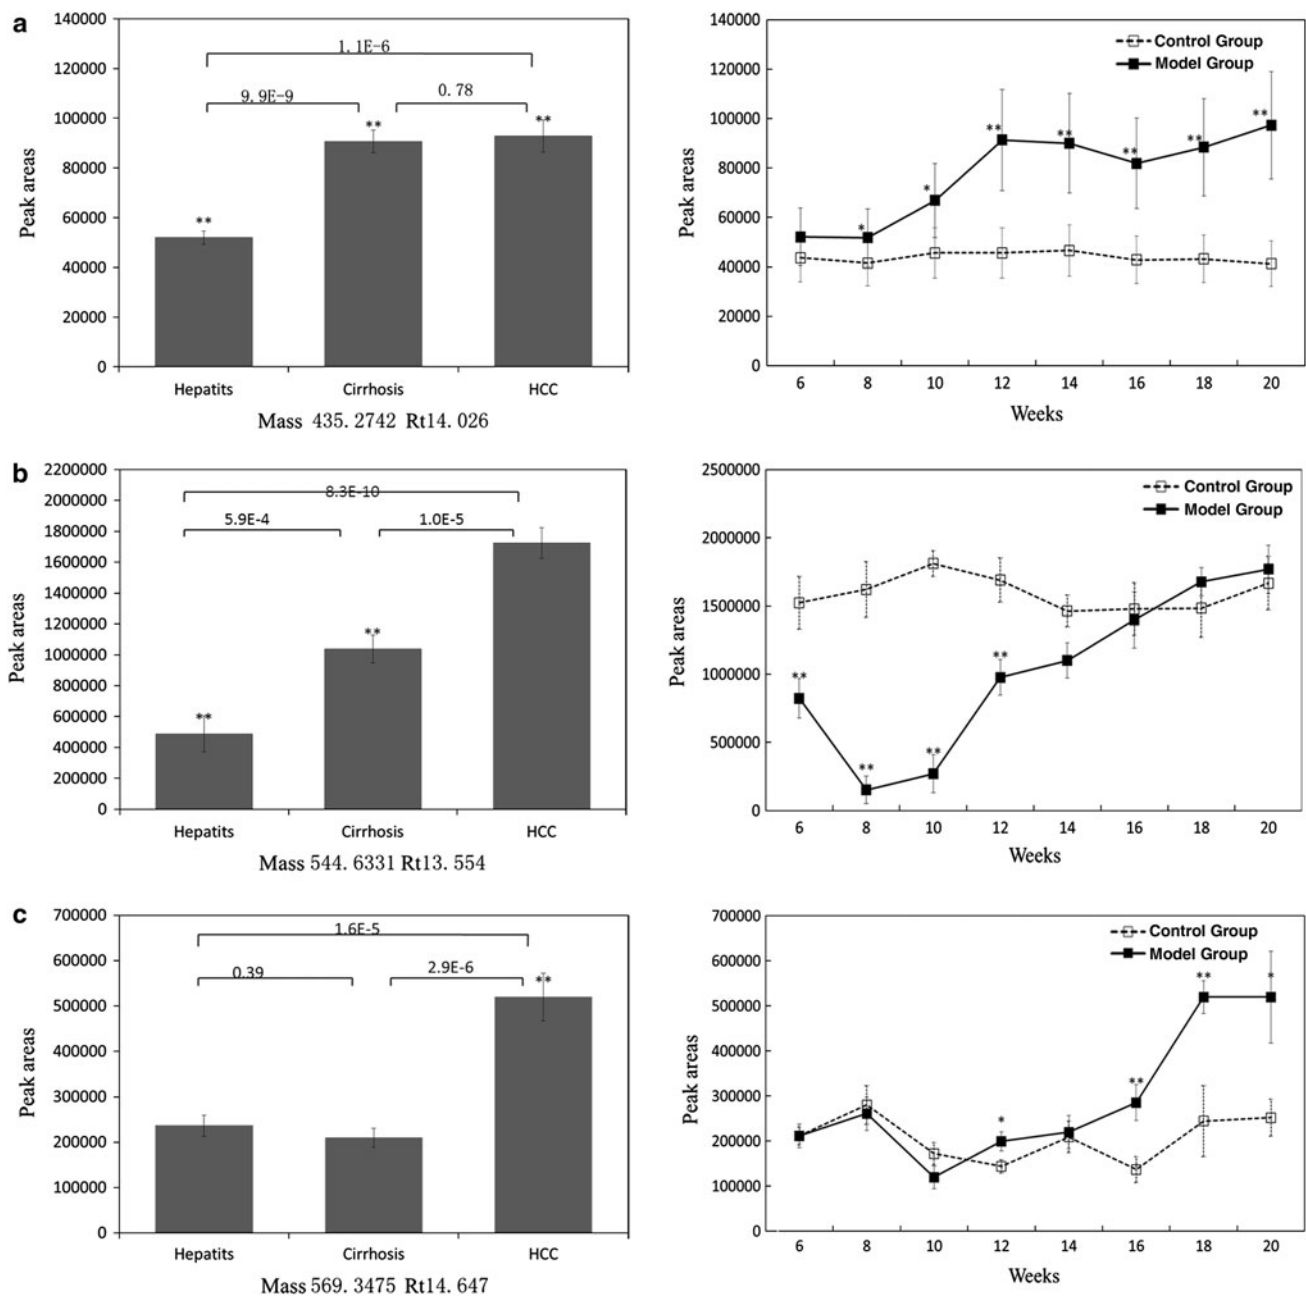 a
140000
120000
100000
80000
60000
40000
20000
0
Peak areas
1.1E-6
9.9E-9
0.78
**
**
**
Hepatits Cirrhosis HCC
Mass 435.2742 Rt14.026
140000
120000
100000
80000
60000
40000
20000
0
Peak areas
Control Group
Model Group
*
*
**
**
**
**
**
6 8 10 12 14 16 18 20
Weeks
b
2200000
2000000
1800000
1600000
1400000
1200000
1000000
800000
600000
400000
200000
0
Peak areas
8.3E-10
5.9E-4
1.0E-5
**
**
Hepatits Cirrhosis HCC
Mass 544.6331 Rt13.554
2500000
2000000
1500000
1000000
500000
0
Peak areas
Control Group
Model Group
**
**
**
**
6 8 10 12 14 16 18 20
Weeks
c
700000
600000
500000
400000
300000
200000
100000
0
Peak areas
1.6E-5
0.39
2.9E-6
**
Hepatits Cirrhosis HCC
Mass 569.3475 Rt14.647
700000
600000
500000
400000
300000
200000
100000
0
Peak areas
Control Group
Model Group
*
**
**
*
6 8 10 12 14 16 18 20
Weeks